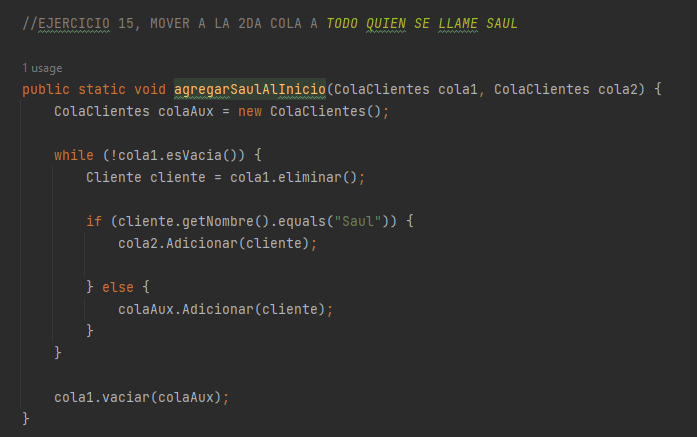 //EJERCICIO 15, MOVER A LA 2DA COLA A TODO QUIEN SE LLAME SAUL
1 usage
public static void agregarSaulAlInicio(ColaClientes cola1, ColaClientes cola2) {
ColaClientes colaAux = new ColaClientes();
while (!cola1.esVacia()) {
Cliente cliente = cola1.eliminar();
if (cliente.getNombre().equals("Saul")) {
cola2.Adicionar(cliente);
} else {
colaAux.Adicionar(cliente);
}
}
cola1.vaciar(colaAux);
}